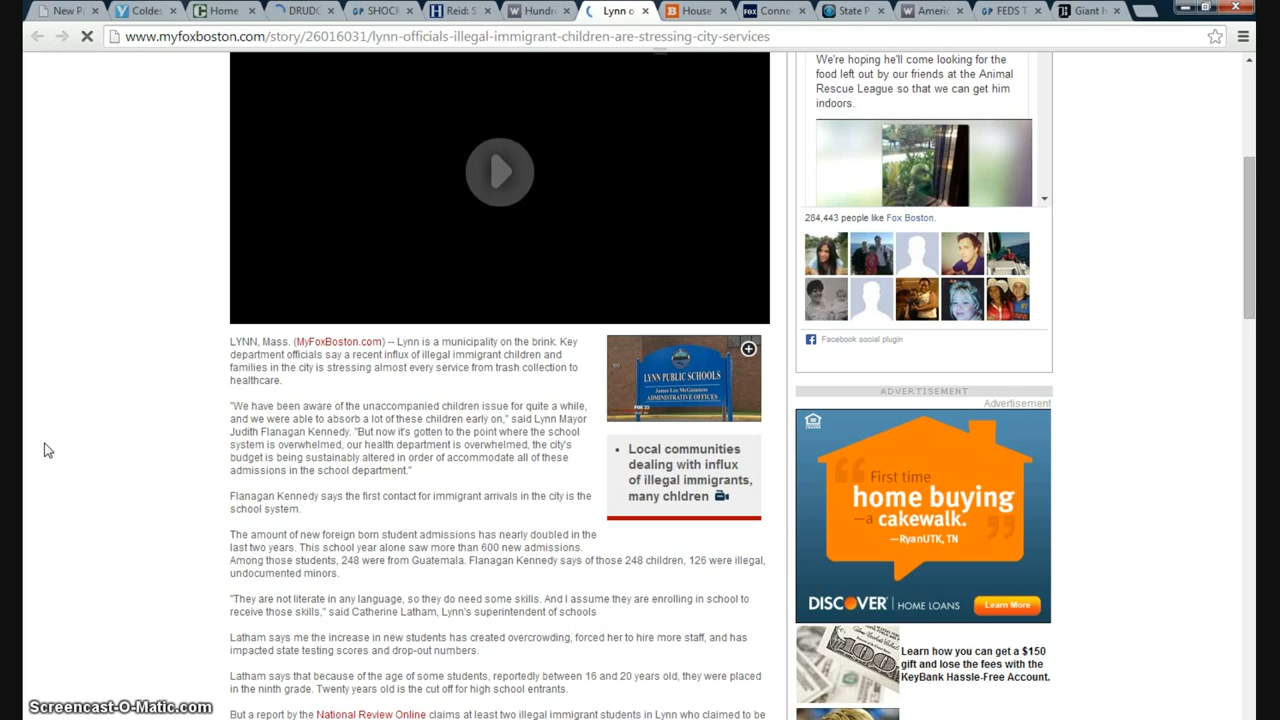 New P
Coldes
Home
DRUDG
SHOCK
Reid: S
Hundr
Lynn o
House
Conne
State P
Americ
FEDS T
Giant h
www.myfoxboston.com/story/26016031/lynn-officials-illegal-immigrant-children-are-stressing-city-services
We're hoping he'll come looking for the
food left out by our friends at the Animal
Rescue League so that we can get him
indoors.
284,443 people like Fox Boston.
Facebook social plugin
LYNN, Mass. (MyFoxBoston.com) -- Lynn is a municipality on the brink. Key
department officials say a recent influx of illegal immigrant children and
families in the city is stressing almost every service from trash collection to
healthcare.
"We have been aware of the unaccompanied children issue for quite a while,
and we were able to absorb a lot of these children early on," said Lynn Mayor
Judith Flanagan Kennedy. "But now it's gotten to the point where the school
system is overwhelmed, our health department is overwhelmed, the city's
budget is being sustainably altered in order of accommodate all of these
admissions in the school department."
Flanagan Kennedy says the first contact for immigrant arrivals in the city is the
school system.
The amount of new foreign born student admissions has nearly doubled in the
last two years. This school year alone saw more than 600 new admissions.
Among those students, 248 were from Guatemala. Flanagan Kennedy says of those 248 children, 126 were illegal,
undocumented minors.
"They are not literate in any language, so they do need some skills. And I assume they are enrolling in school to
receive those skills," said Catherine Latham, Lynn's superintendent of schools
Latham says me the increase in new students has created overcrowding, forced her to hire more staff, and has
impacted state testing scores and drop-out numbers.
Latham says that because of the age of some students, reportedly between 16 and 20 years old, they were placed
in the ninth grade. Twenty years old is the cut off for high school entrants.
But a report by the National Review Online claims at least two illegal immigrant students in Lynn who claimed to be
LYNN PUBLIC SCHOOLS
ADMINISTRATIVE OFFICES
FOX 25
Local communities
dealing with influx
of illegal immigrants,
many chldren
ADVERTISEMENT
Advertisement
First time
home buying
—a cakewalk.
—RyanUTK, TN
DISCOVER HOME LOANS
Learn More
Learn how you can get a $150
gift and lose the fees with the
KeyBank Hassle-Free Account.
100
Screencast-O-Matic.com